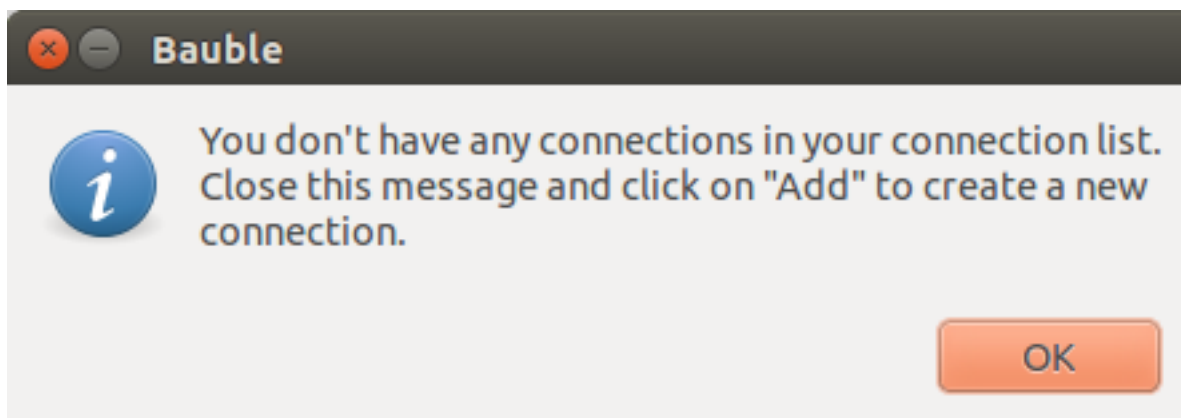 Bauble
You don't have any connections in your connection list.
Close this message and click on "Add" to create a new
connection.
OK